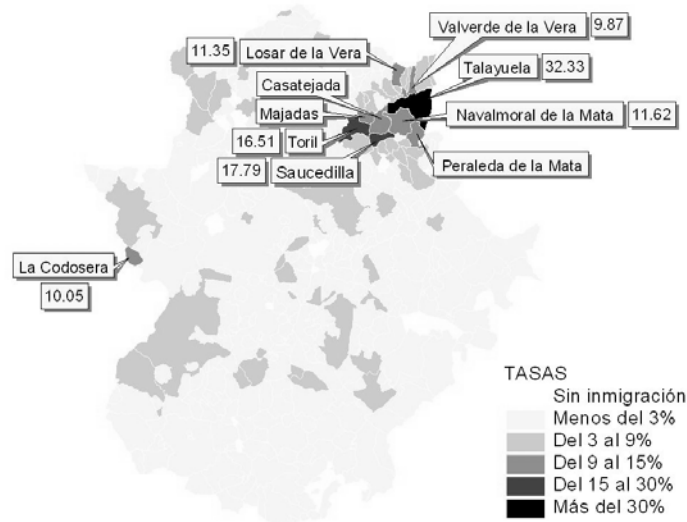 Valverde de la Vera 9.87
11.35 Losar de la Vera
Talayuela 32.33
Casatejada
Majadas
Navalmoral de la Mata 11.62
16.51 Toril
17.79 Saucedilla
Peraleda de la Mata
La Codosera
10.05
TASAS
Sin inmigración
Menos del 3%
Del 3 al 9%
Del 9 al 15%
Del 15 al 30%
Más del 30%